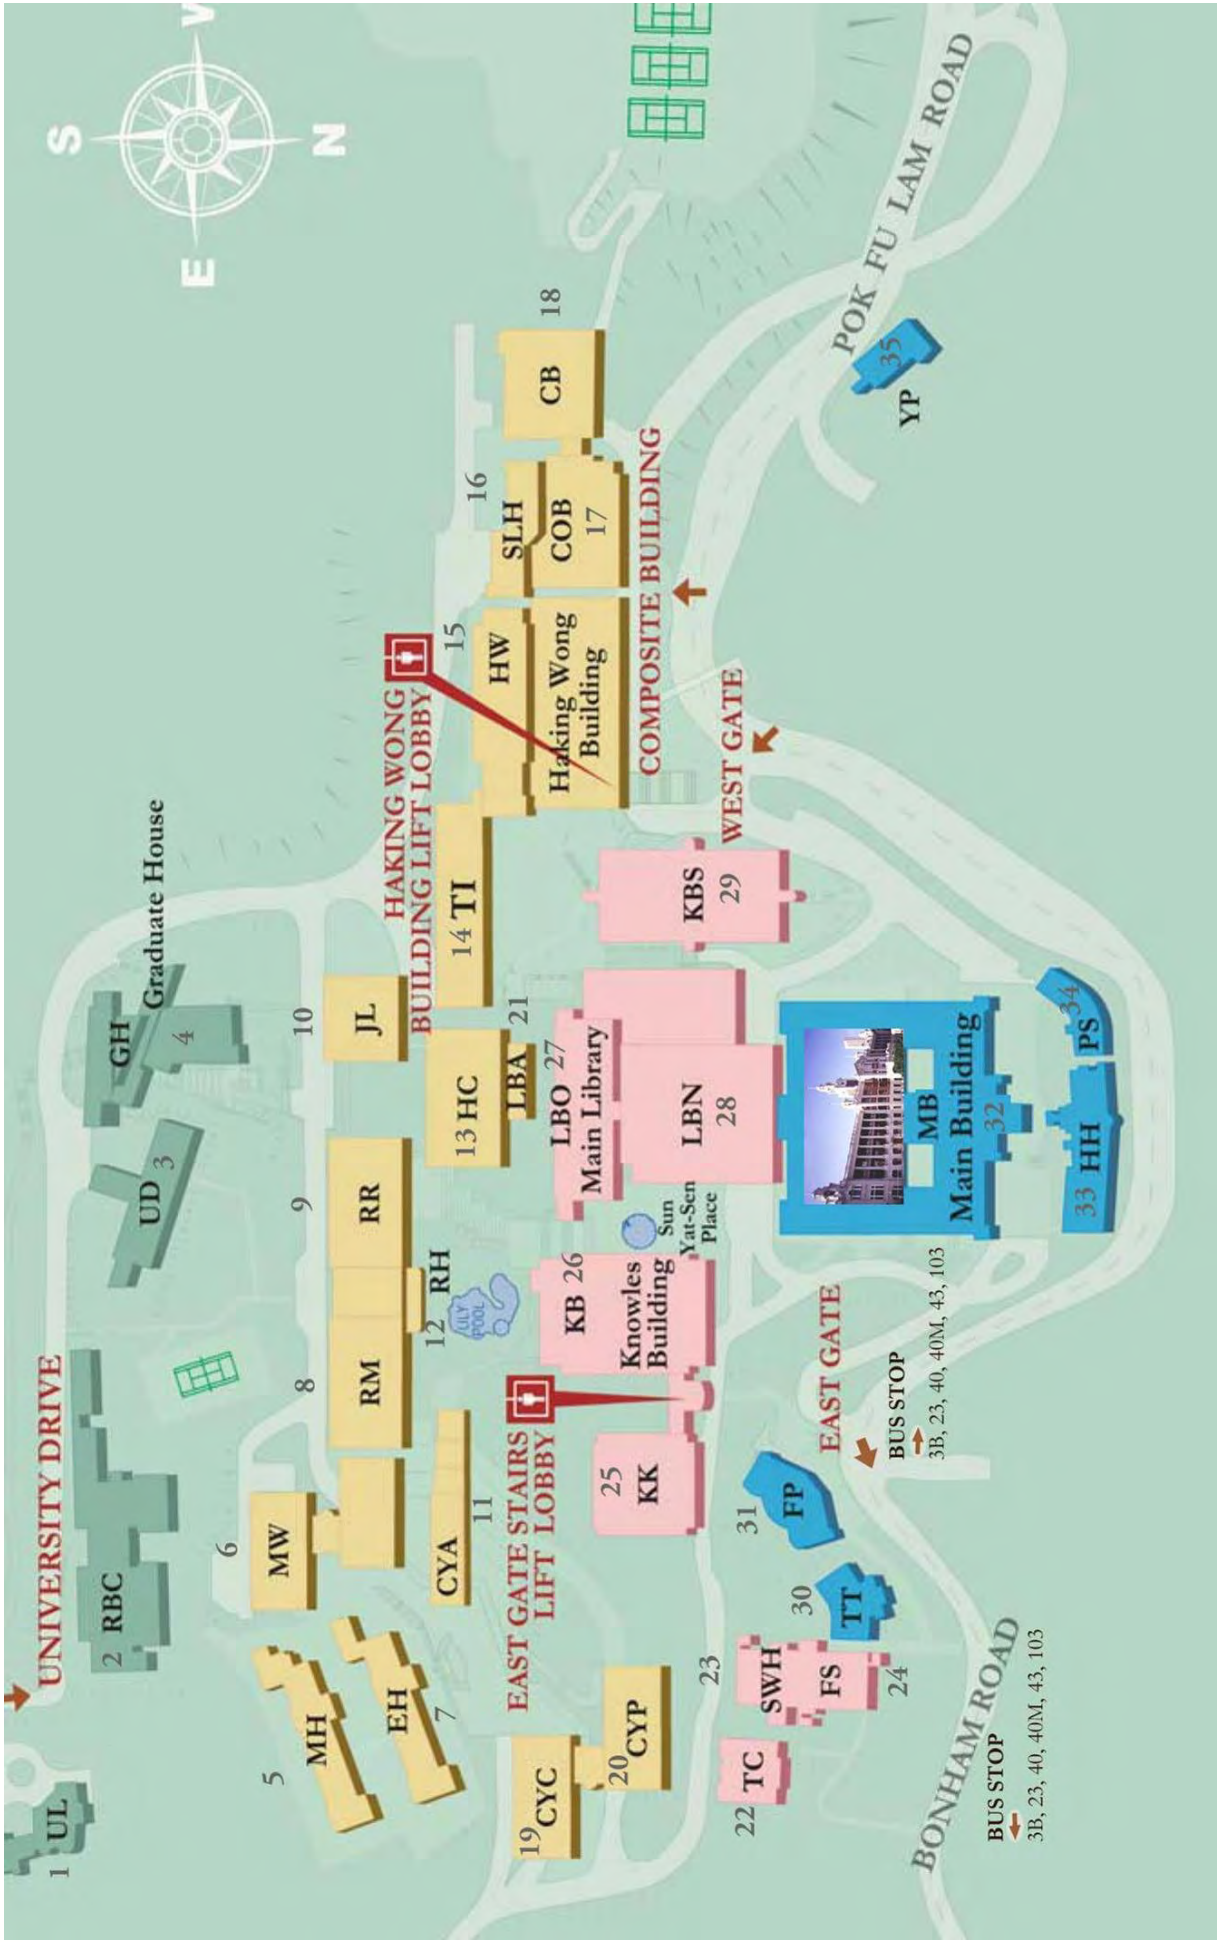 S
W
E
N
UNIVERSITY DRIVE
UL
1
RBC
2
UD
3
GH
Graduate House
4
MH
5
MW
6
EH
7
RM
8
RR
9
JL
10
CYA
11
RH
12
LILY
POOL
13 HC
14 TI
HAKING WONG
BUILDING LIFT LOBBY
HW
15
Haking Wong
Building
SLH
16
COB
17
CB
18
COMPOSITE BUILDING
19
CYC
20
CYP
LBA
21
EAST GATE STAIRS
LIFT LOBBY
TC
22
23
SWH
FS
24
25
KK
KB 26
Knowles
Building
Sun
Yat-Sen
Place
LBO 27
Main Library
LBN
28
KBS
29
WEST GATE
TT
30
FP
31
EAST GATE
MB
Main Building
32
33
HH
PS
34
YP
35
POK FU LAM ROAD
BONHAM ROAD
BUS STOP
3B, 23, 40, 40M, 43, 103
BUS STOP
3B, 23, 40, 40M, 43, 103